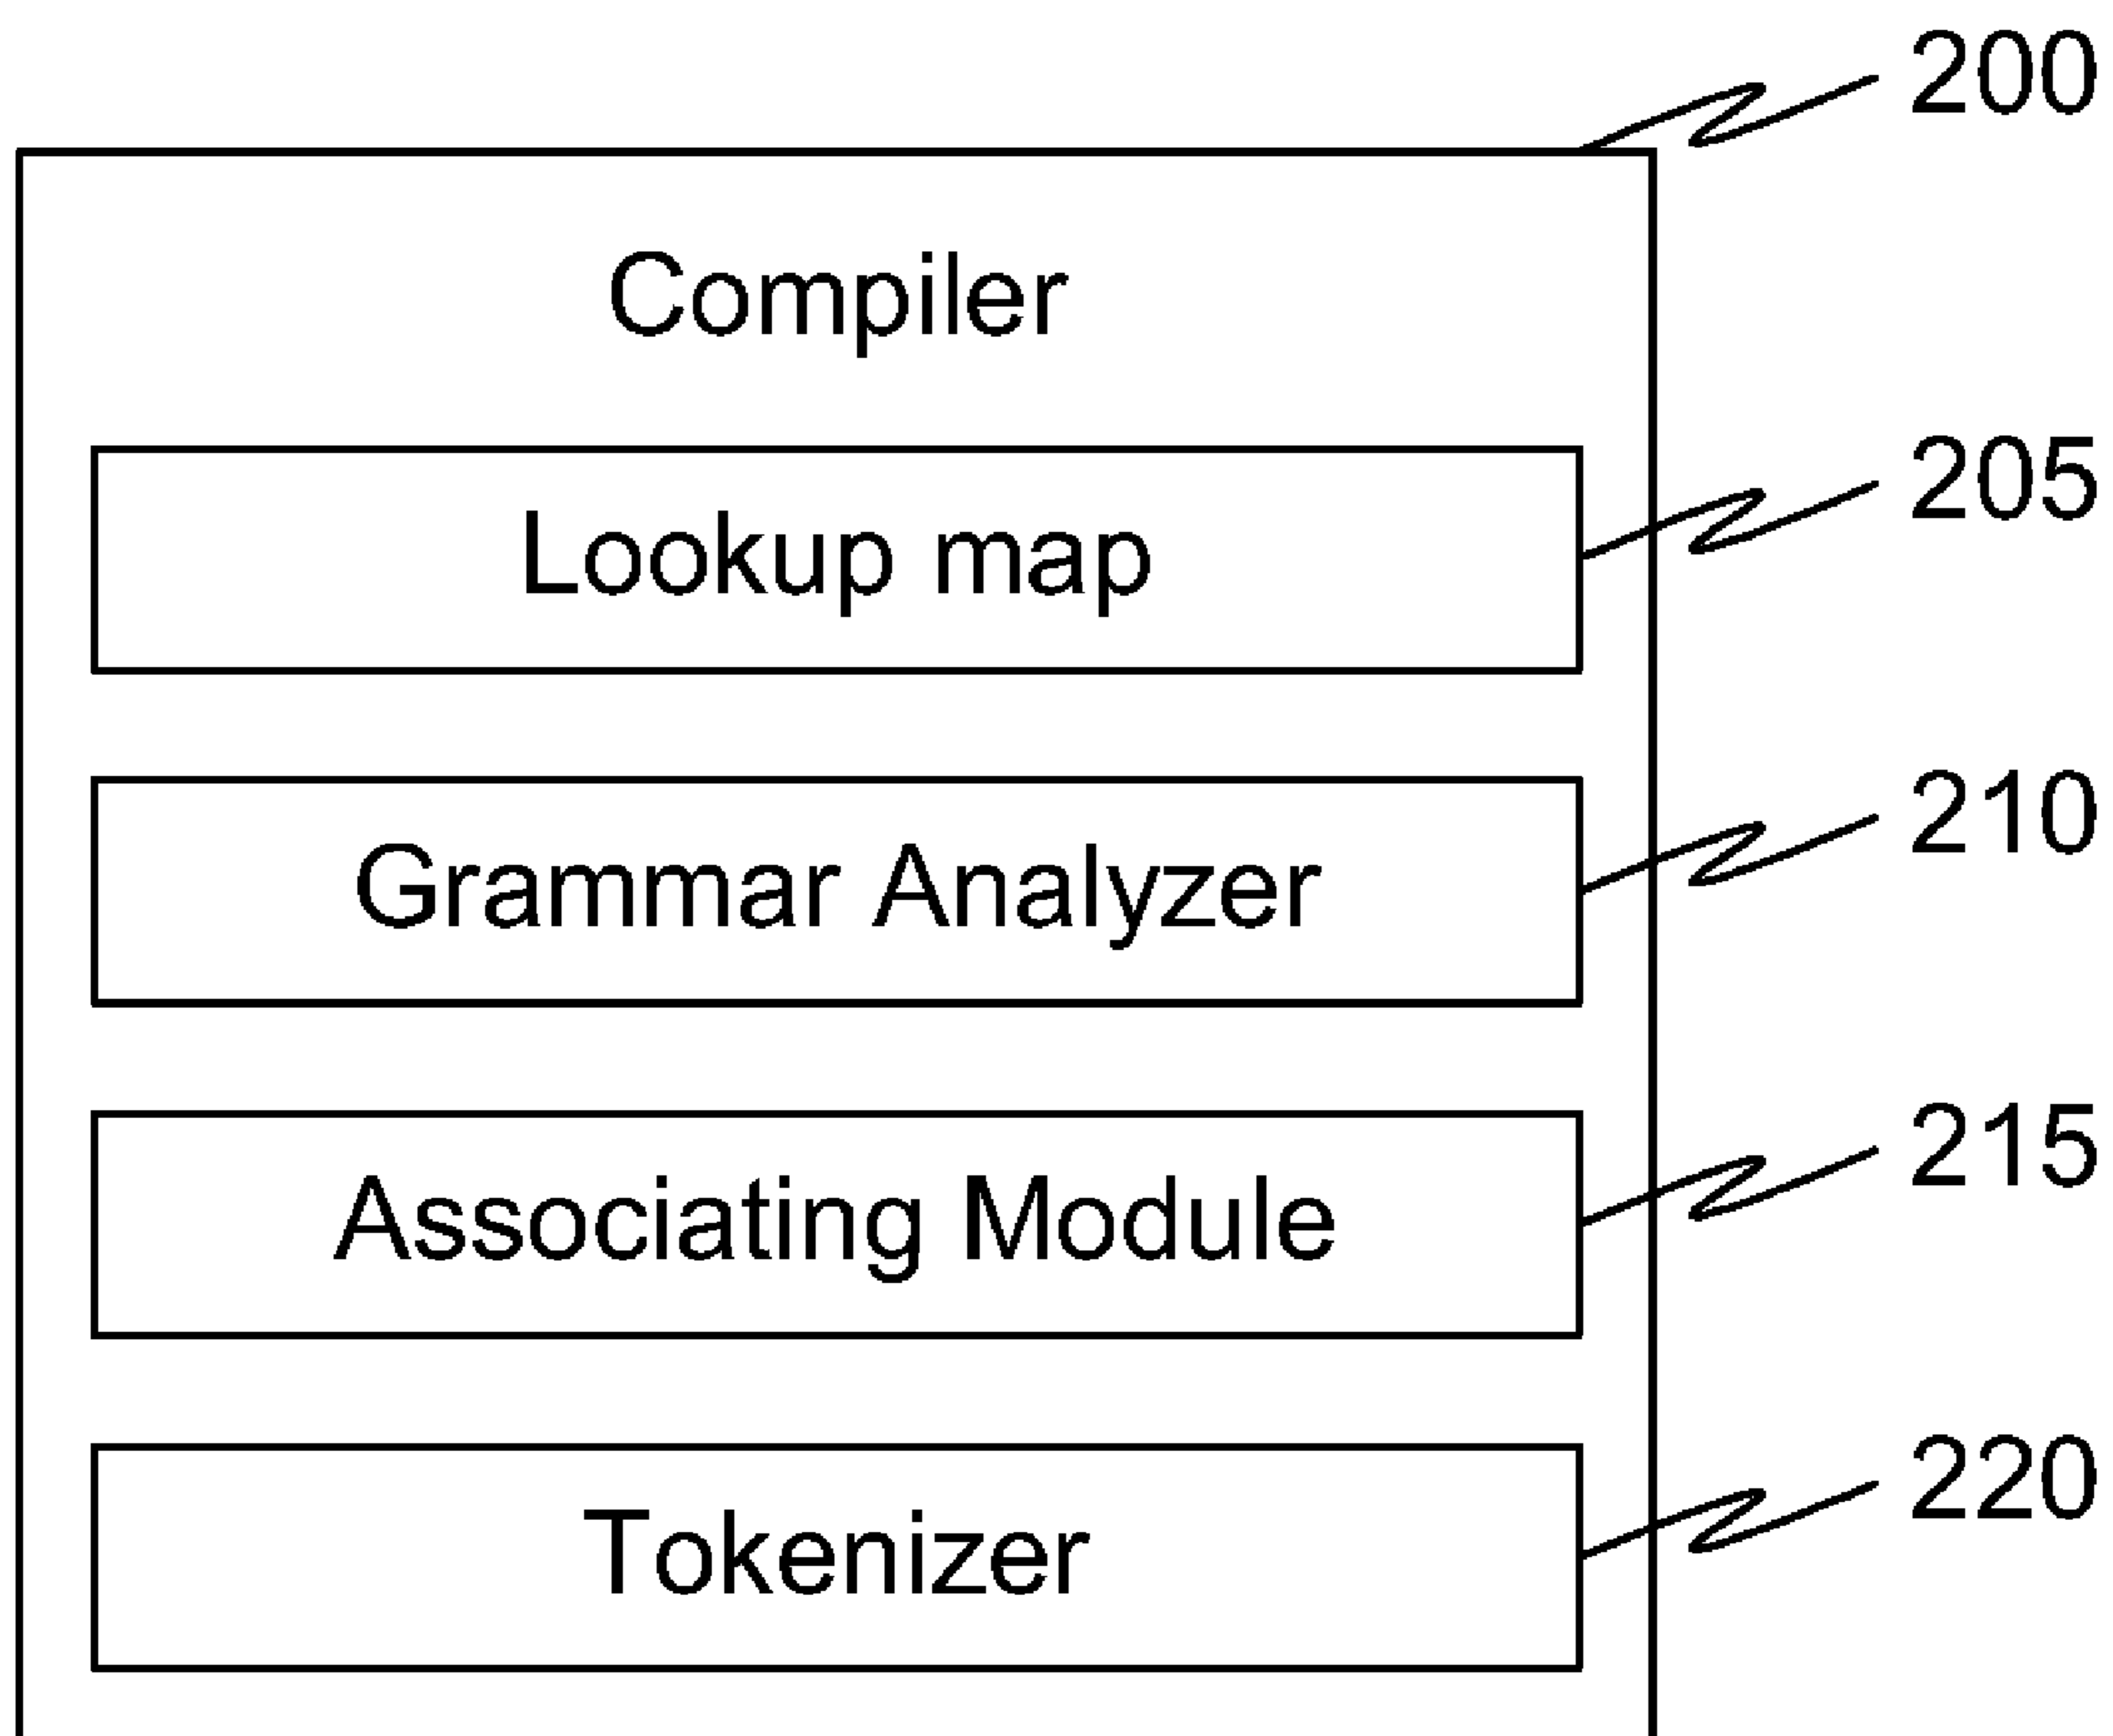 200
Compiler
205
Lookup map
210
Grammar Analyzer
215
Associating Module
220
Tokenizer